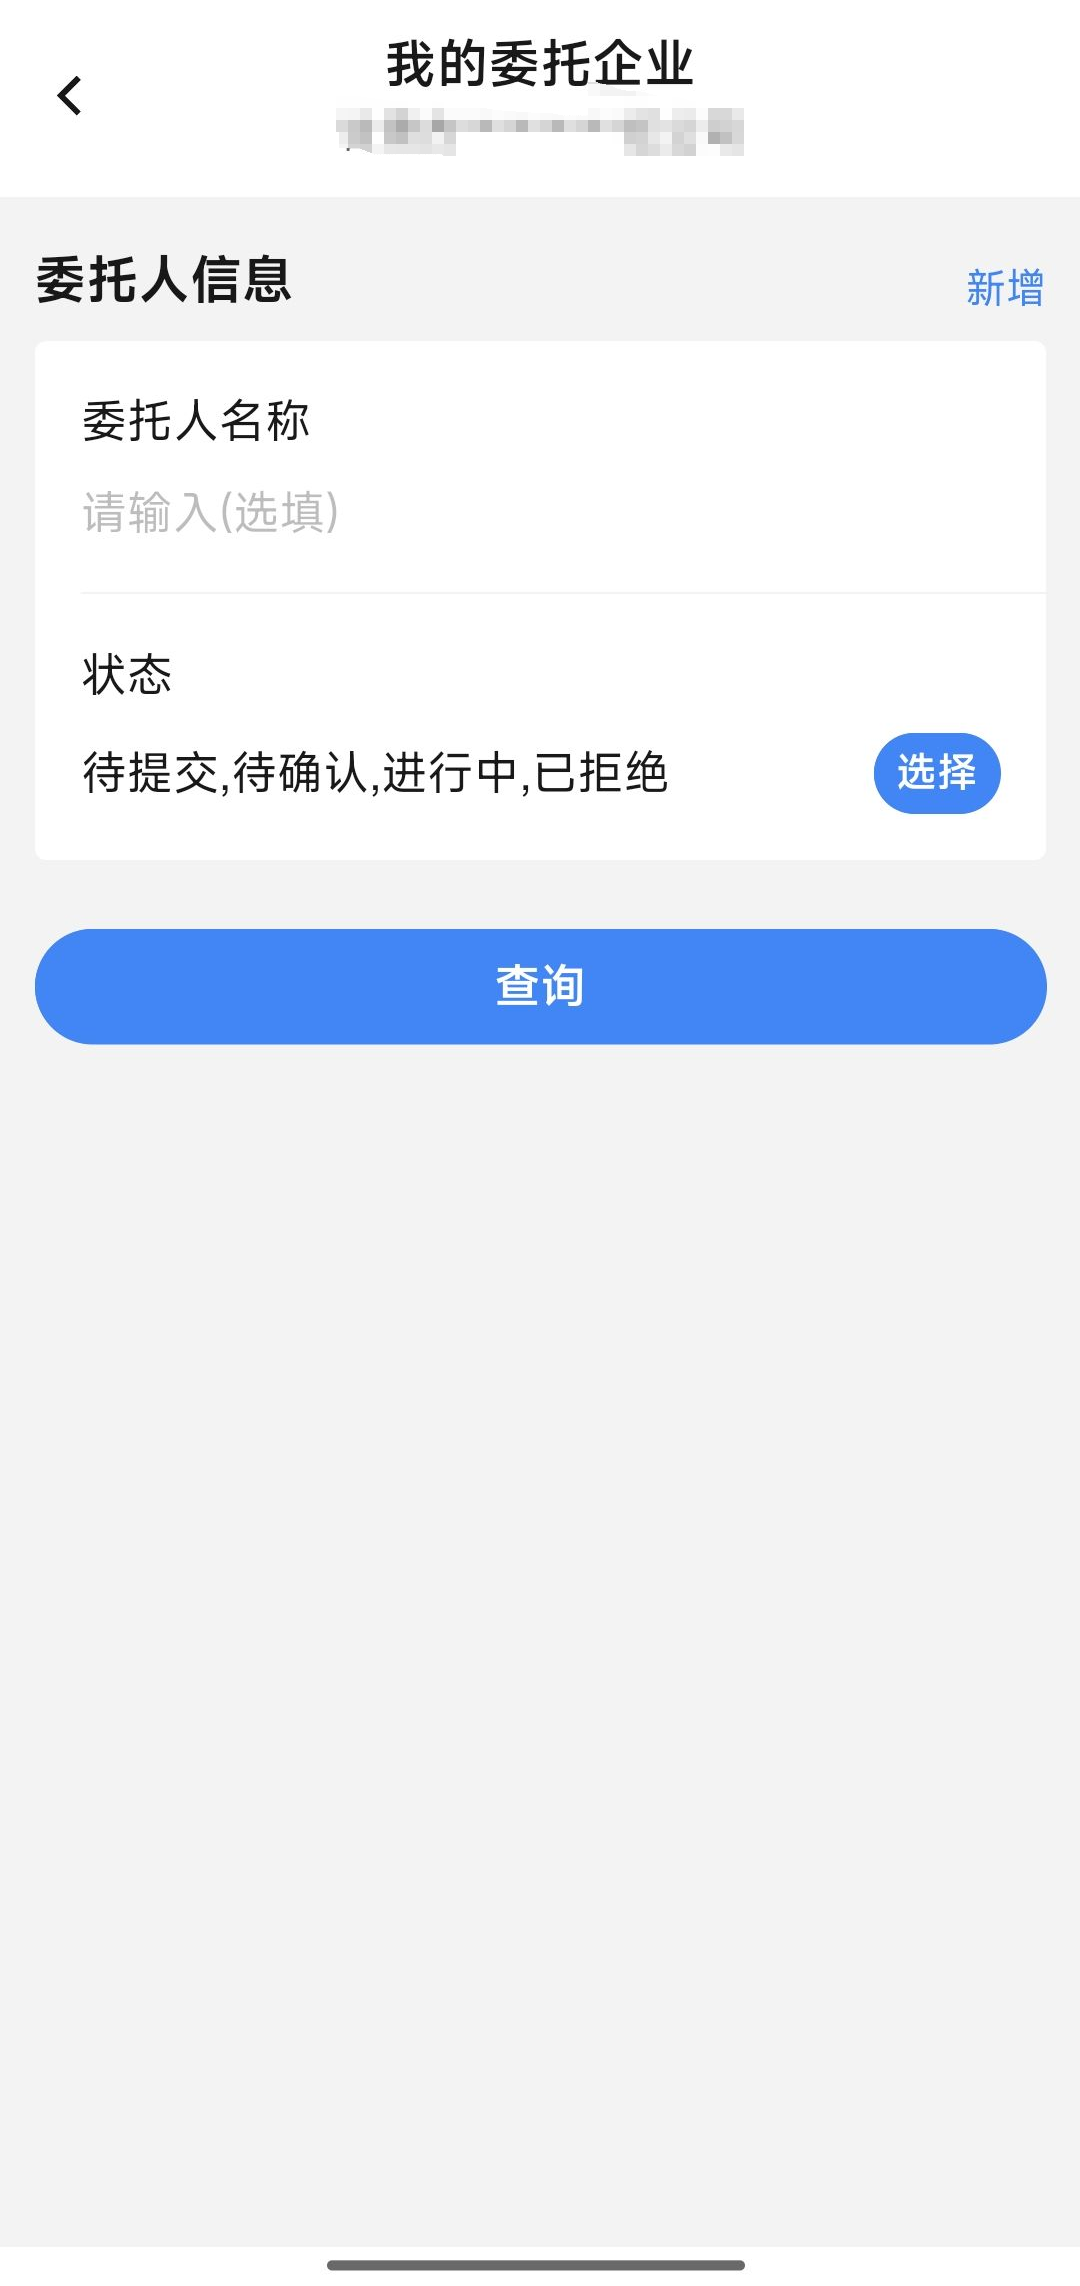 我的委托企业
委托人信息
新增
委托人名称
请输入(选填)
状态
待提交,待确认,进行中,已拒绝
选择
查询